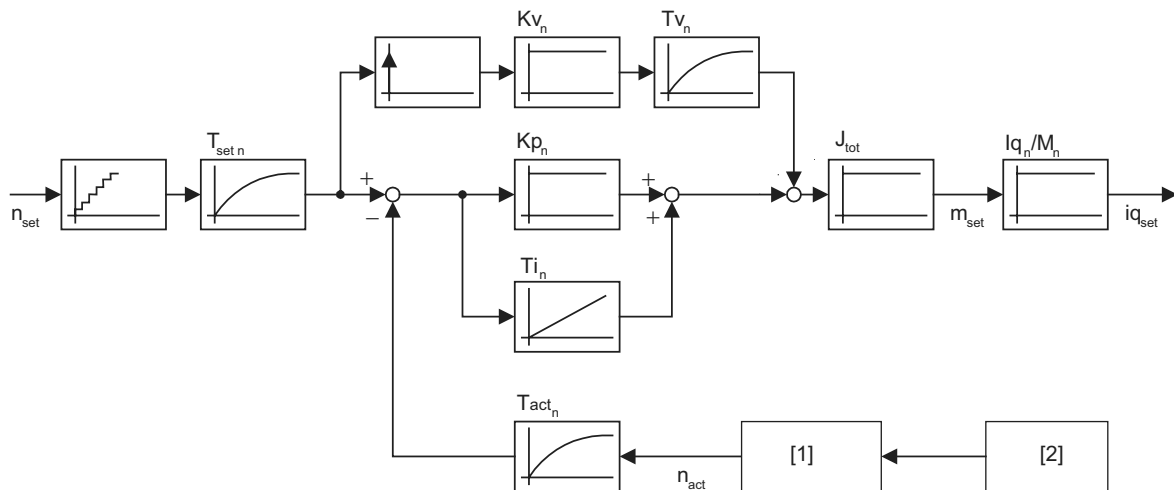 Kv_n
Tv_n
T_set n
Kp_n
J_tot
Iq_n/M_n
+
+
n_set
−
+
m_set
iq_set
Ti_n
Tact_n
[1]
[2]
n_act